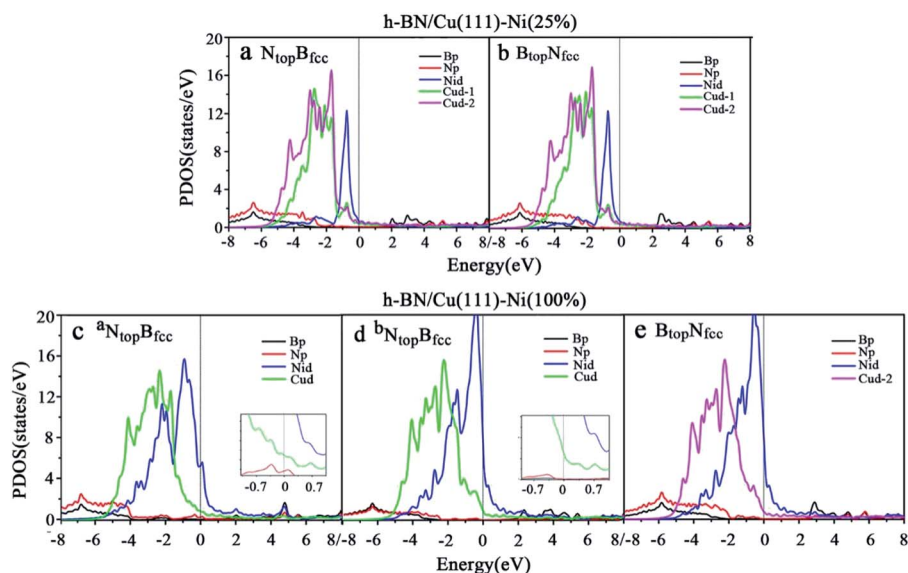 h-BN/Cu(111)-Ni(25%)
PDOS(states/eV)
20
16
12
8
4
0
a NtopBfcc
Bp
Np
Nid
Cud-1
Cud-2
b BtopNfcc
Bp
Np
Nid
Cud-1
Cud-2
-8 -6 -4 -2 0 2 4 6 8/-8 -6 -4 -2 0 2 4 6 8
Energy(eV)
h-BN/Cu(111)-Ni(100%)
PDOS(states/eV)
20
16
12
8
4
0
c aNtopBfcc
Bp
Np
Nid
Cud
-0.7 0 0.7
d bNtopBfcc
Bp
Np
Nid
Cud
-0.7 0 0.7
e BtopNfcc
Bp
Np
Nid
Cud-2
-8 -6 -4 -2 0 2 4 6 8/-8 -6 -4 -2 0 2 4 6 8/-8 -6 -4 -2 0 2 4 6 8
Energy(eV)